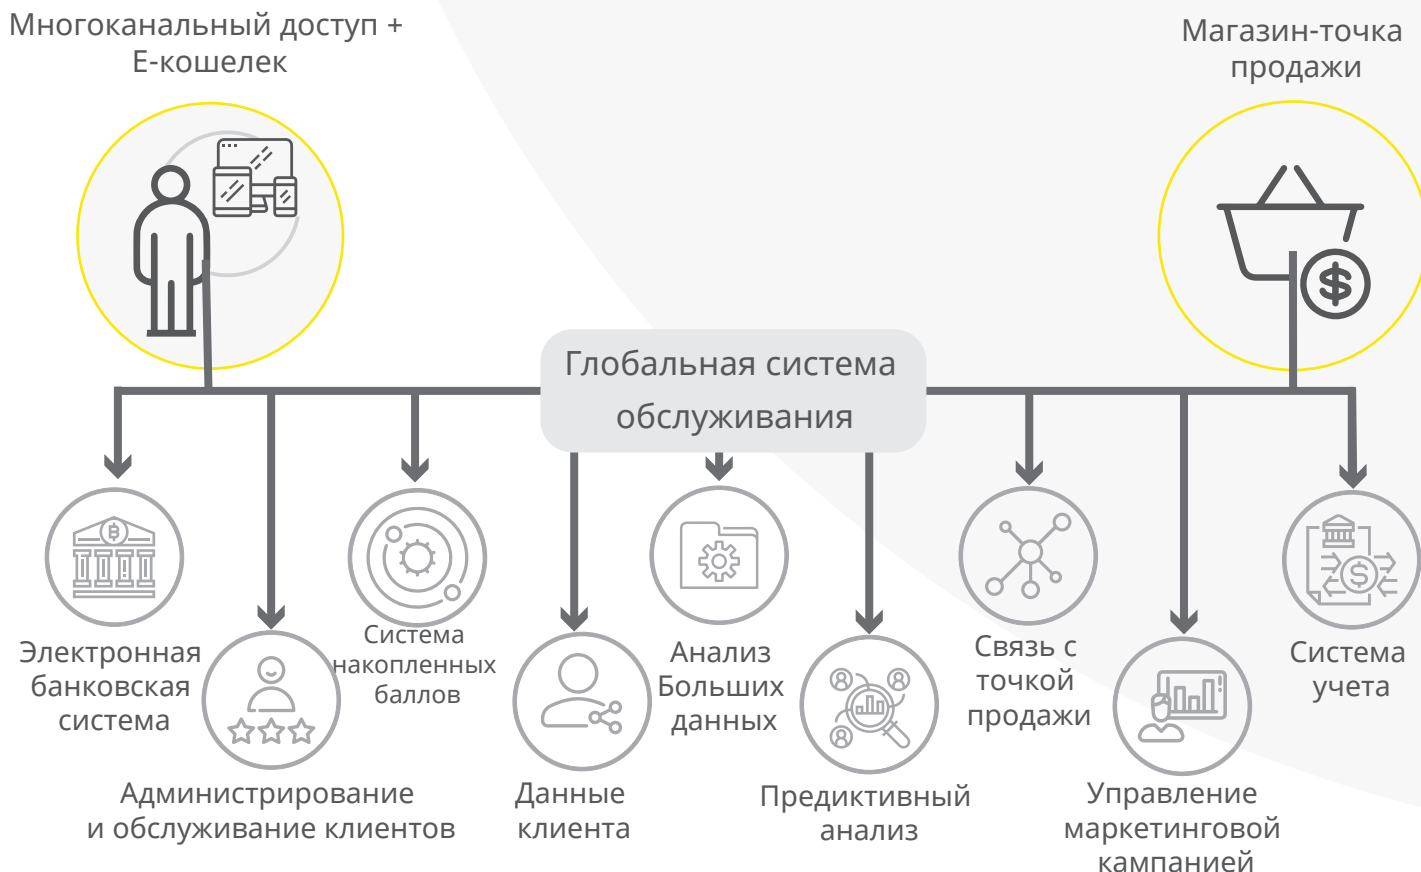 Многоканальный доступ +
Е-кошелек
Магазин-точка
продажи
Глобальная система
обслуживания
Электронная
банковская
система
Администрирование
и обслуживание клиентов
Система
накопленных
баллов
Данные
клиента
Анализ
Больших
данных
Предиктивный
анализ
Связь с
точкой
продажи
Управление
маркетинговой
кампанией
Система
учета